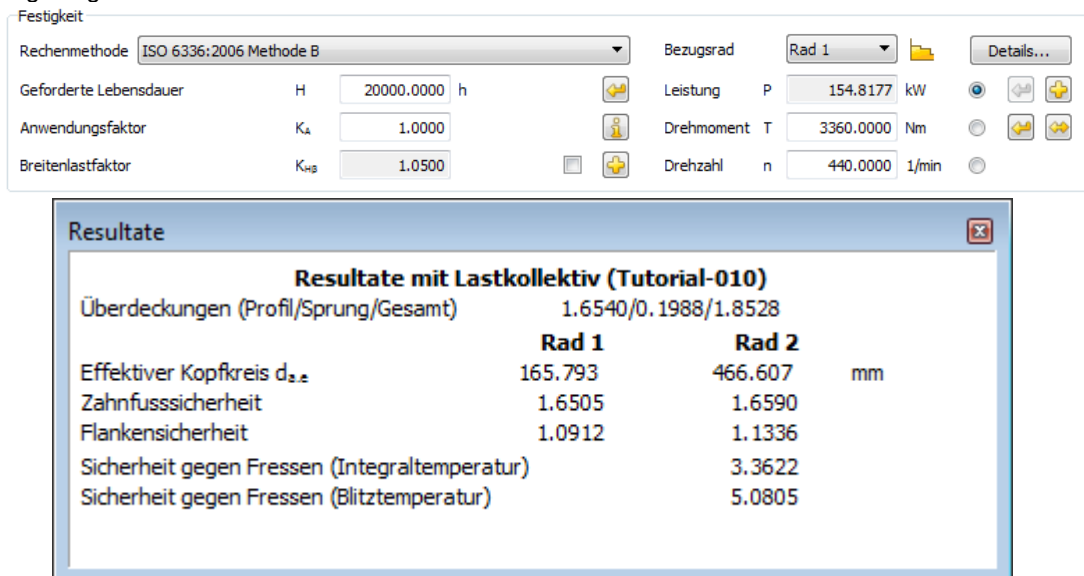 Festigkeit
Rechenmethode ISO 6336:2006 Methode B Bezugsrad Rad 1 Details...
Geforderte Lebensdauer H 20000.0000 h Leistung P 154.8177 kW
Anwendungsfaktor KA 1.0000 Drehmoment T 3360.0000 Nm
Breitenlastfaktor KHβ 1.0500 Drehzahl n 440.0000 1/min
Resultate
Resultate mit Lastkollektiv (Tutorial-010)
Überdeckungen (Profil/Sprung/Gesamt) 1.6540/0.1988/1.8528
Rad 1 Rad 2
Effektiver Kopfkreis da.e 165.793 466.607 mm
Zahnfusssicherheit 1.6505 1.6590
Flankensicherheit 1.0912 1.1336
Sicherheit gegen Fressen (Integraltemperatur) 3.3622
Sicherheit gegen Fressen (Blitztemperatur) 5.0805